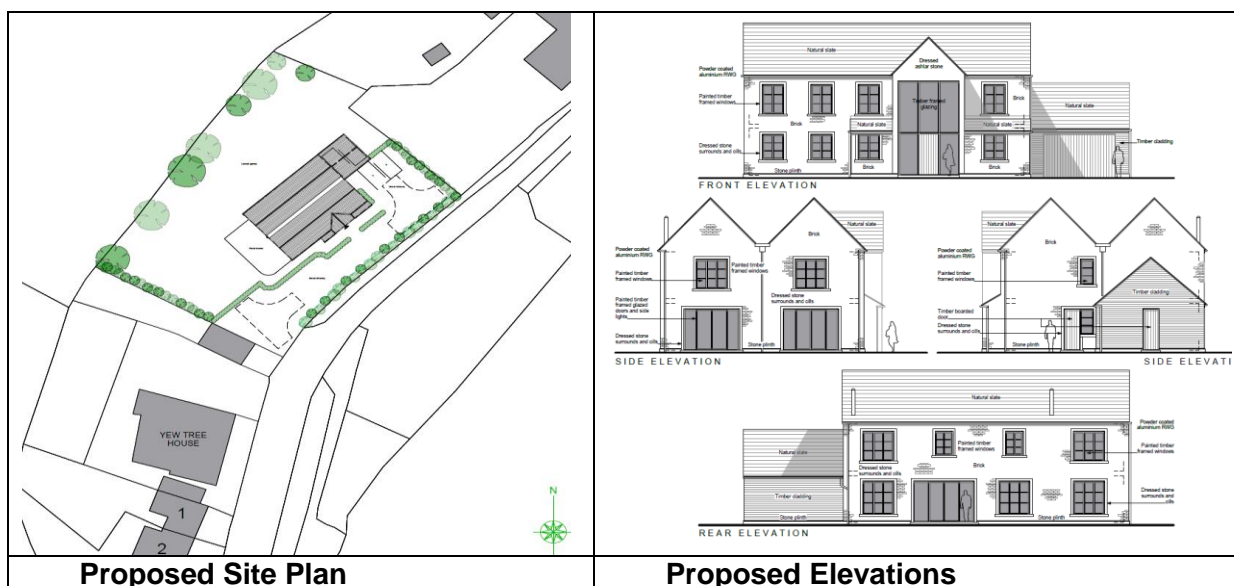 YEW TREE
HOUSE
1
2
N
Proposed Site Plan
Natural slate
Dressed
ashlar stone
Powder coated
aluminium RWG
Painted timber
framed windows
Timber framed
glazing
Brick
Natural slate
Brick
Natural slate
Natural slate
Dressed stone
surrounds and cills
Timber cladding
Brick
Brick
Stone plinth
FRONT ELEVATION
Natural slate
Brick
Powder coated
aluminium RWG
Painted timber
framed windows
Painted timber
framed windows
Painted timber
framed glazed
doors and side
lights
Dressed stone
surrounds and cills
Dressed stone
surrounds and cills
Stone plinth
SIDE ELEVATION
Natural slate
Brick
Powder coated
aluminium RWG
Painted timber
framed windows
Timber cladding
Timber boarded
door
Dressed stone
surrounds and cills
Stone plinth
SIDE ELEVATI
Natural slate
Powder coated
aluminium RWG
Painted timber
framed windows
Painted timber
framed windows
Natural slate
Brick
Dressed stone
surrounds and cills
Timber cladding
Dressed stone
surrounds and cills
Stone plinth
Stone plinth
REAR ELEVATION
Proposed Elevations